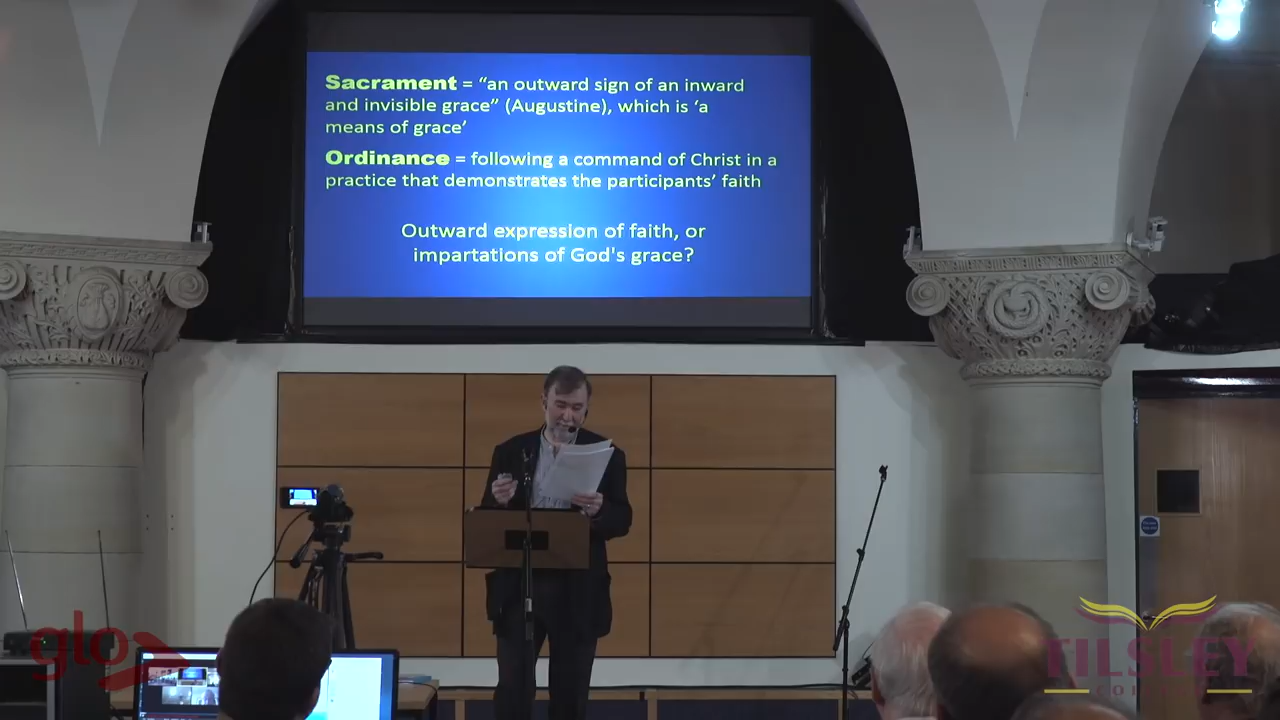 Sacrament = “an outward sign of an inward
and invisible grace” (Augustine), which is ‘a
means of grace’
Ordinance = following a command of Christ in a
practice that demonstrates the participants’ faith
Outward expression of faith, or
impartations of God's grace?
glo
TILSLEY
COLLEGE